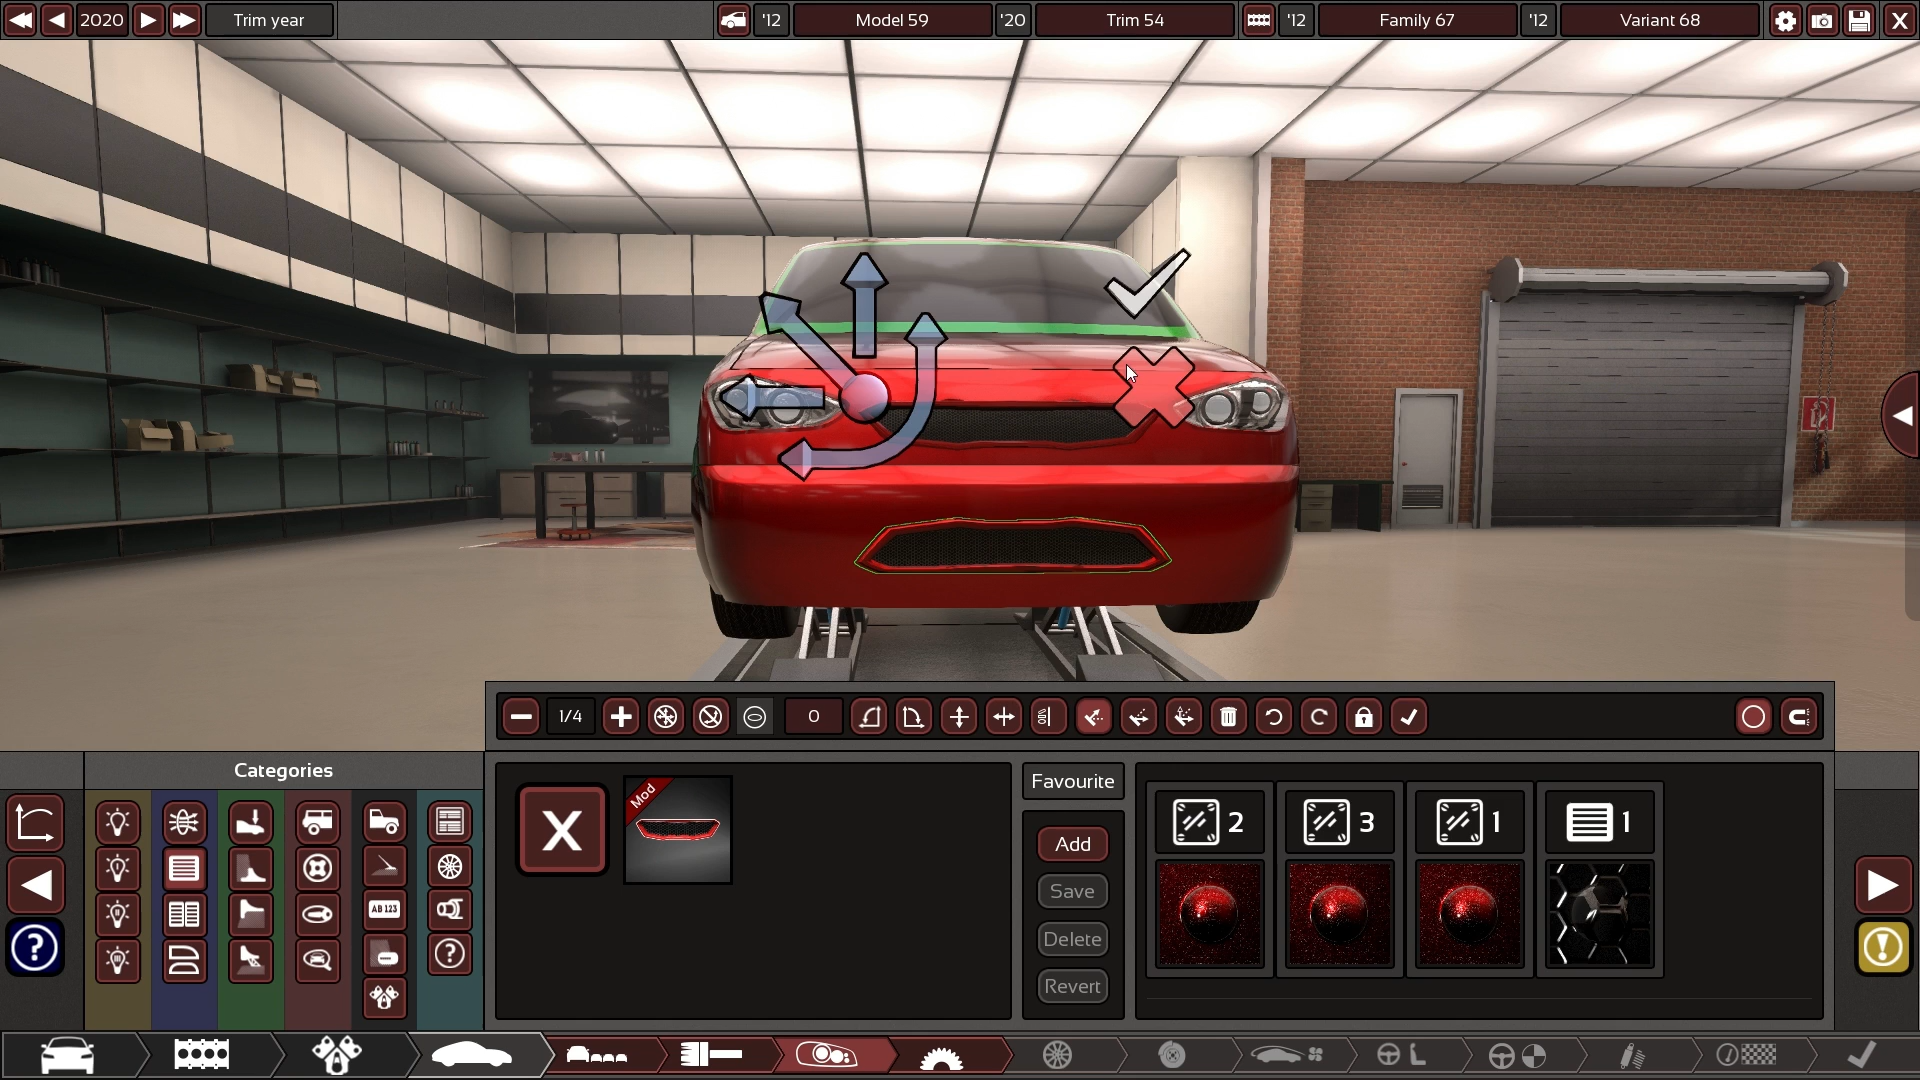 2020 Trim year '12 Model 59 '20 Trim 54 '12 Family 67 '12 Variant 68 X
1/4 0
Categories
Mod
X
AB 123
?
?
Favourite
Add
Save
Delete
Revert
2 3 1 1